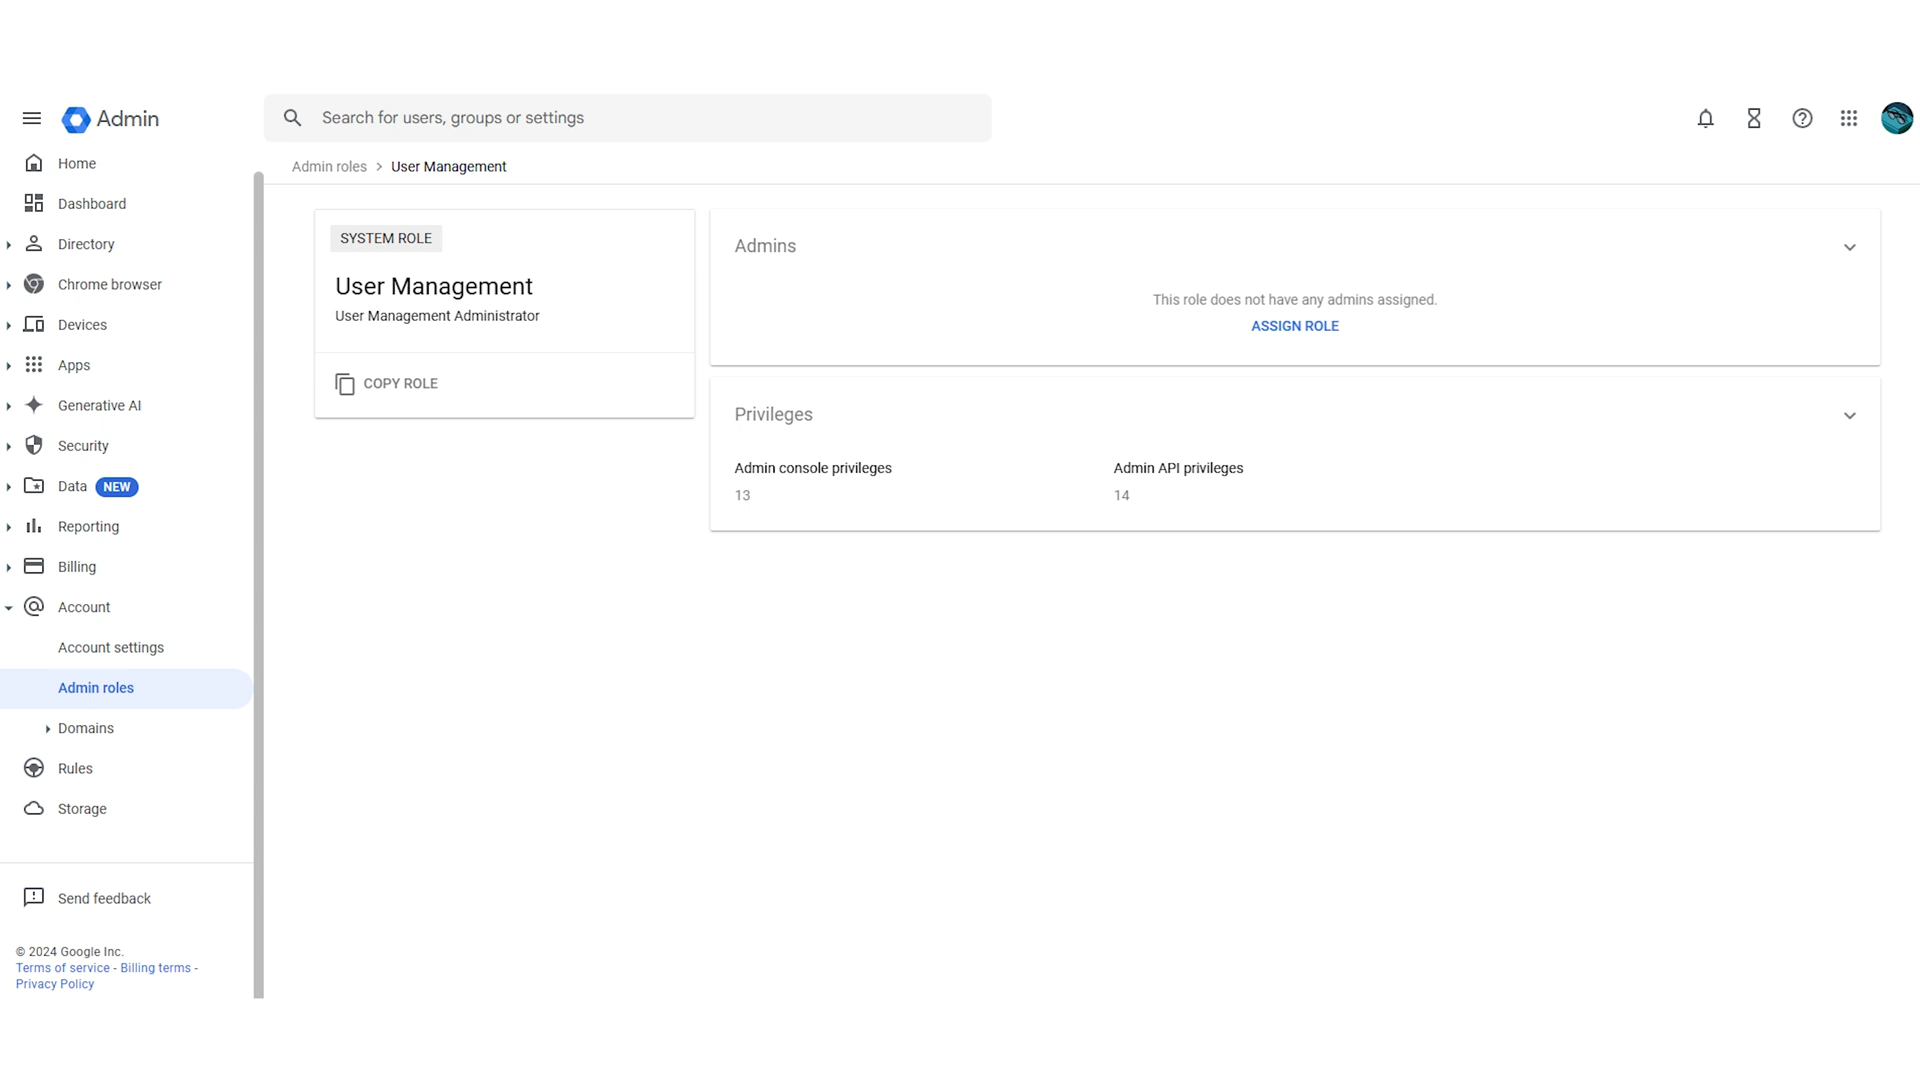 Admin
Search for users, groups or settings
Home
Dashboard
Directory
Chrome browser
Devices
Apps
Generative AI
Security
Data NEW
Reporting
Billing
Account
Account settings
Admin roles
Domains
Rules
Storage
Send feedback
© 2024 Google Inc.
Terms of service - Billing terms -
Privacy Policy
Admin roles > User Management
SYSTEM ROLE
User Management
User Management Administrator
COPY ROLE
Admins
This role does not have any admins assigned.
ASSIGN ROLE
Privileges
Admin console privileges
13
Admin API privileges
14